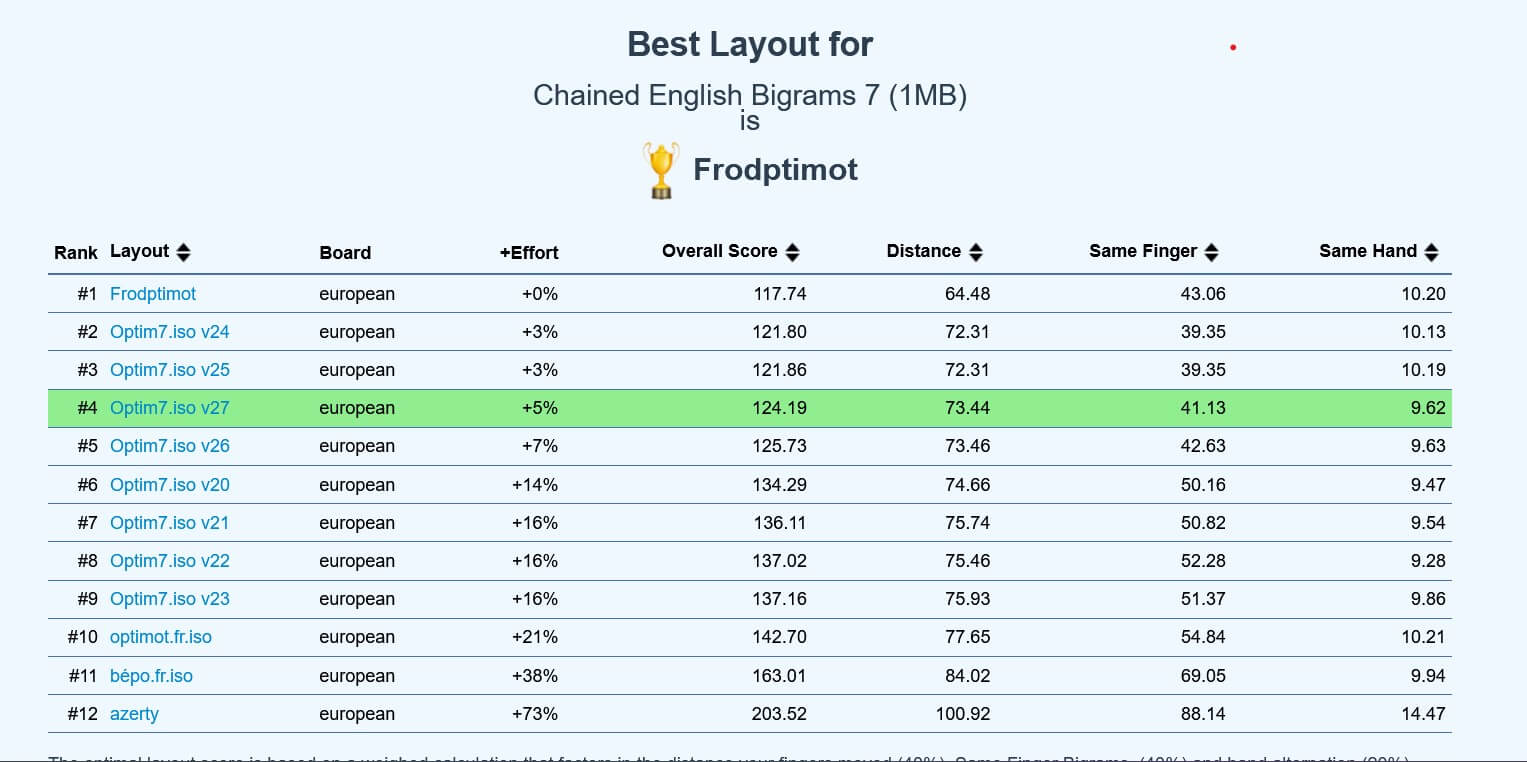 Best Layout for
Chained English Bigrams 7 (1MB)
is
Frodptimot
Rank Layout Board +Effort Overall Score Distance Same Finger Same Hand
#1 Frodptimot european +0% 117.74 64.48 43.06 10.20
#2 Optim7.iso v24 european +3% 121.80 72.31 39.35 10.13
#3 Optim7.iso v25 european +3% 121.86 72.31 39.35 10.19
#4 Optim7.iso v27 european +5% 124.19 73.44 41.13 9.62
#5 Optim7.iso v26 european +7% 125.73 73.46 42.63 9.63
#6 Optim7.iso v20 european +14% 134.29 74.66 50.16 9.47
#7 Optim7.iso v21 european +16% 136.11 75.74 50.82 9.54
#8 Optim7.iso v22 european +16% 137.02 75.46 52.28 9.28
#9 Optim7.iso v23 european +16% 137.16 75.93 51.37 9.86
#10 optimot.fr.iso european +21% 142.70 77.65 54.84 10.21
#11 bépo.fr.iso european +38% 163.01 84.02 69.05 9.94
#12 azerty european +73% 203.52 100.92 88.14 14.47